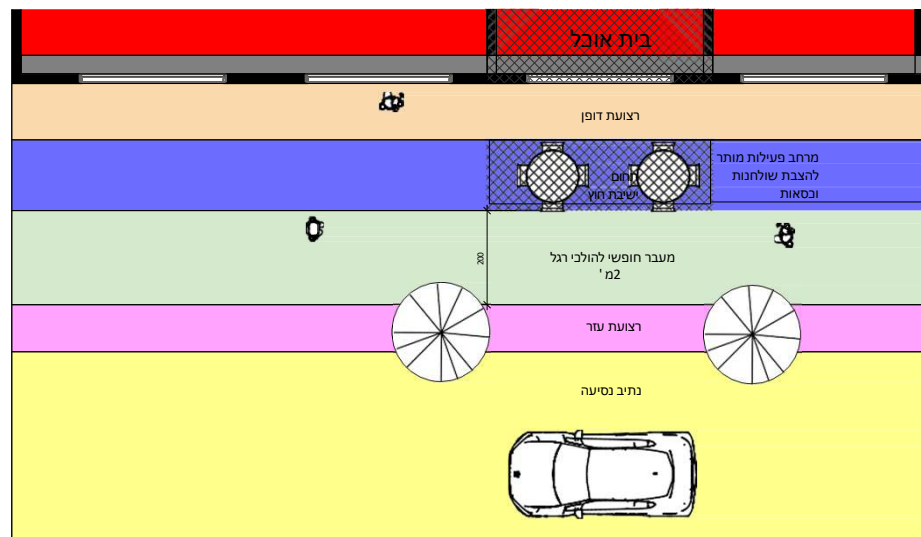 בית אוכל
רצועת דופן
מרחב פעילות מותר
להצבת שולחנות
וכסאות
תחום
ישיבת חוץ
200
מעבר חופשי להולכי רגל
2מ '
רצועת עזר
נתיב נסיעה